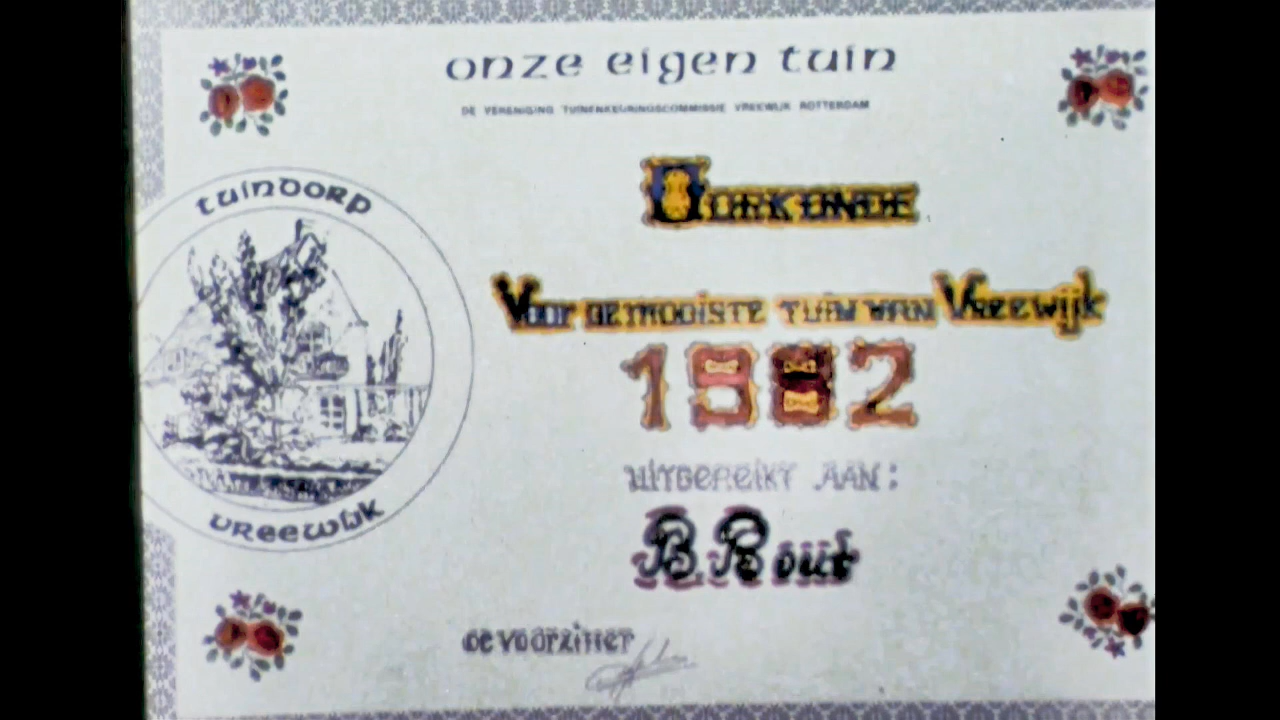 onze eigen tuin
DE VERENIGING TUINENKEURINGSCOMMISSIE VREEWIJK ROTTERDAM
OORKONDE
tuindorp
Voor de mooiste tuin van Vreewijk
1982
uitgereikt aan:
B. Bout
vreewijk
de voorzitter